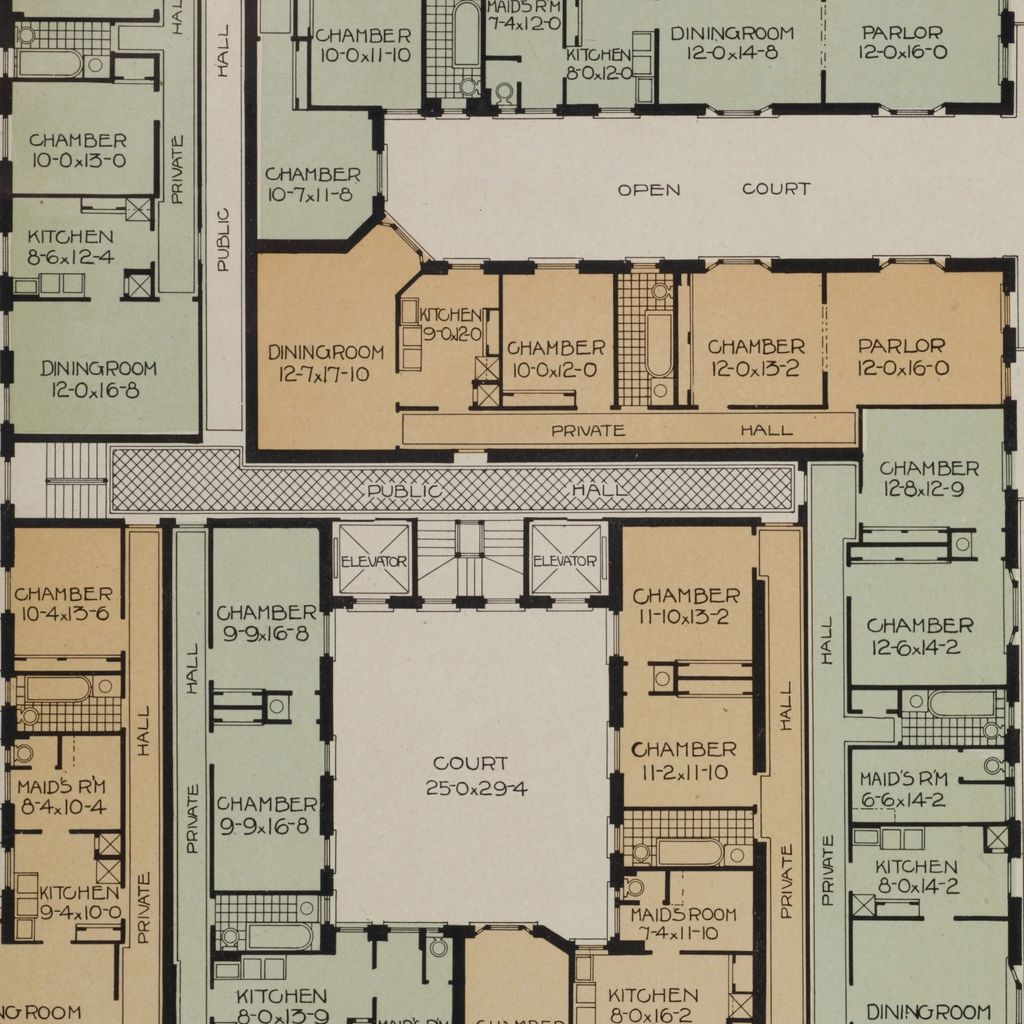 HALL
HALL
CHAMBER
10-0x11-10
MAID'S R'M
7-4x12-0
KITCHEN
8-0x12-0
DININGROOM
12-0x14-8
PARLOR
12-0x16-0
CHAMBER
10-0x13-0
PRIVATE
CHAMBER
10-7x11-8
OPEN COURT
KITCHEN
8-6x12-4
PUBLIC
DININGROOM
12-0x16-8
DININGROOM
12-7x17-10
KITCHEN
9-0x12-0
CHAMBER
10-0x12-0
CHAMBER
12-0x13-2
PARLOR
12-0x16-0
PRIVATE HALL
PUBLIC HALL
CHAMBER
12-8x12-9
ELEVATOR
ELEVATOR
CHAMBER
10-4x13-6
CHAMBER
9-9x16-8
CHAMBER
11-10x13-2
HALL
CHAMBER
12-6x14-2
HALL
HALL
HALL
COURT
25-0x29-4
CHAMBER
11-2x11-10
MAID'S R'M
8-4x10-4
PRIVATE
CHAMBER
9-9x16-8
MAID'S R'M
6-6x14-2
KITCHEN
9-4x10-0
PRIVATE
PRIVATE
PRIVATE
KITCHEN
8-0x14-2
MAID'S ROOM
7-4x11-10
NGROOM
KITCHEN
8-0x13-9
MAID'S R'M
CHAMBER
KITCHEN
8-0x16-2
DININGROOM